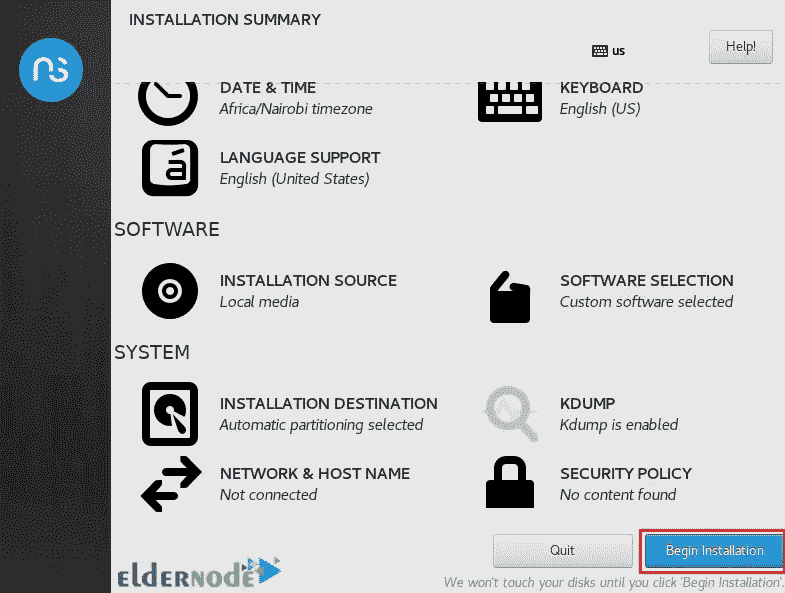 INSTALLATION SUMMARY
us
Help!
DATE & TIME
Africa/Nairobi timezone
KEYBOARD
English (US)
LANGUAGE SUPPORT
English (United States)
SOFTWARE
INSTALLATION SOURCE
Local media
SOFTWARE SELECTION
Custom software selected
SYSTEM
INSTALLATION DESTINATION
Automatic partitioning selected
KDUMP
Kdump is enabled
NETWORK & HOST NAME
Not connected
SECURITY POLICY
No content found
Quit
Begin Installation
elderNode
We won't touch your disks until you click 'Begin Installation'.